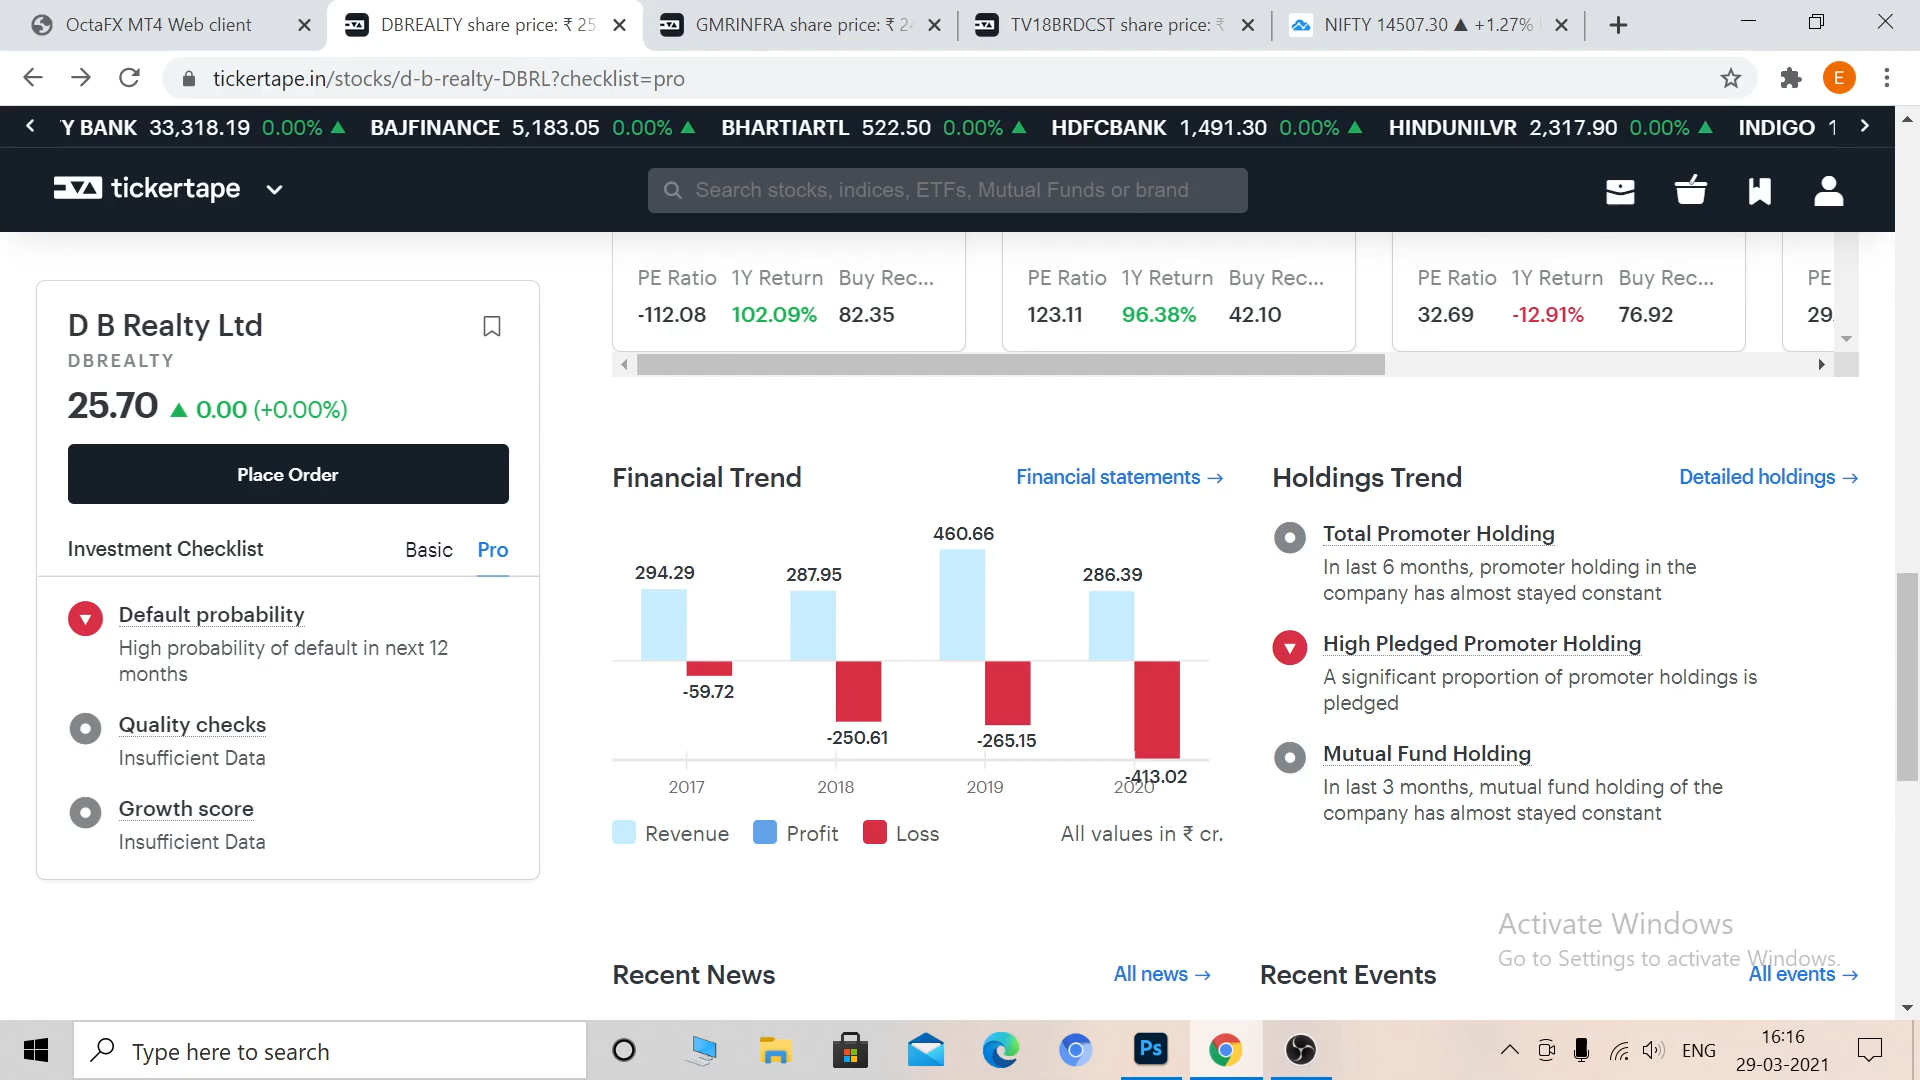 OctaFX MT4 Web client
DBREALTY share price: ₹ 25
GMRINFRA share price: ₹ 24
TV18BRDCST share price: ₹
NIFTY 14507.30 ▲ +1.27%
tickertape.in/stocks/d-b-realty-DBRL?checklist=pro
E
Y BANK 33,318.19 0.00% ▲ BAJFINANCE 5,183.05 0.00% ▲ BHARTIARTL 522.50 0.00% ▲ HDFCBANK 1,491.30 0.00% ▲ HINDUNILVR 2,317.90 0.00% ▲ INDIGO 1
tickertape
Search stocks, indices, ETFs, Mutual Funds or brand
D B Realty Ltd
DBREALTY
25.70 ▲ 0.00 (+0.00%)
Place Order
Investment Checklist Basic Pro
Default probability
High probability of default in next 12
months
Quality checks
Insufficient Data
Growth score
Insufficient Data
PE Ratio 1Y Return Buy Rec...
-112.08 102.09% 82.35
PE Ratio 1Y Return Buy Rec...
123.11 96.38% 42.10
PE Ratio 1Y Return Buy Rec...
32.69 -12.91% 76.92
PE
29.
Financial Trend Financial statements →
460.66
294.29 287.95 286.39
-59.72
-250.61 -265.15
-413.02
2017 2018 2019 2020
Revenue Profit Loss All values in ₹ cr.
Holdings Trend Detailed holdings →
Total Promoter Holding
In last 6 months, promoter holding in the
company has almost stayed constant
High Pledged Promoter Holding
A significant proportion of promoter holdings is
pledged
Mutual Fund Holding
In last 3 months, mutual fund holding of the
company has almost stayed constant
Activate Windows
Go to Settings to activate Windows.
Recent News All news →
Recent Events All events →
Type here to search
Ps
ENG
16:16
29-03-2021